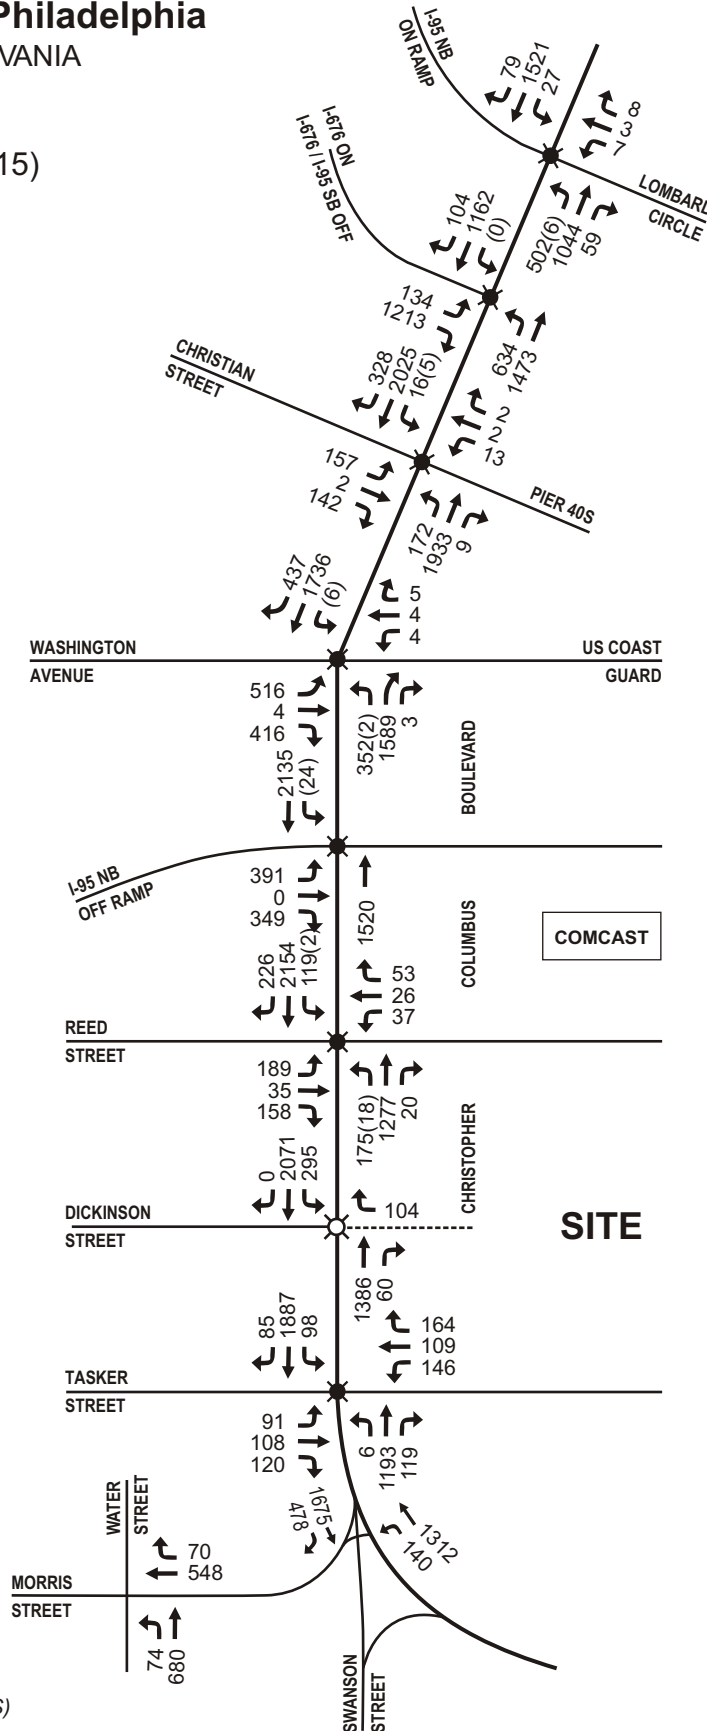 Philadelphia
VANIA
15)
I-95 NB
ON RAMP
79
1521
27
8
3
7
LOMBARD
CIRCLE
I-676 ON
I-676 / I-95 SB OFF
104
1162
(0)
502(6)
1044
59
134
1213
634
1473
CHRISTIAN
STREET
328
2025
16(5)
2
2
13
157
2
142
PIER 40S
172
1933
9
437
1736
(6)
5
4
4
WASHINGTON
AVENUE
US COAST
GUARD
516
4
416
352(2)
1589
3
BOULEVARD
2135
(24)
I-95 NB
OFF RAMP
391
0
349
1520
COLUMBUS
COMCAST
226
2154
119(2)
53
26
37
REED
STREET
189
35
158
175(18)
1277
20
CHRISTOPHER
0
2071
295
104
DICKINSON
STREET
SITE
1386
60
85
1887
98
164
109
146
TASKER
STREET
91
108
120
6
1193
119
WATER
STREET
478
1675
1312
140
70
548
MORRIS
STREET
74
680
SWANSON
STREET
S)